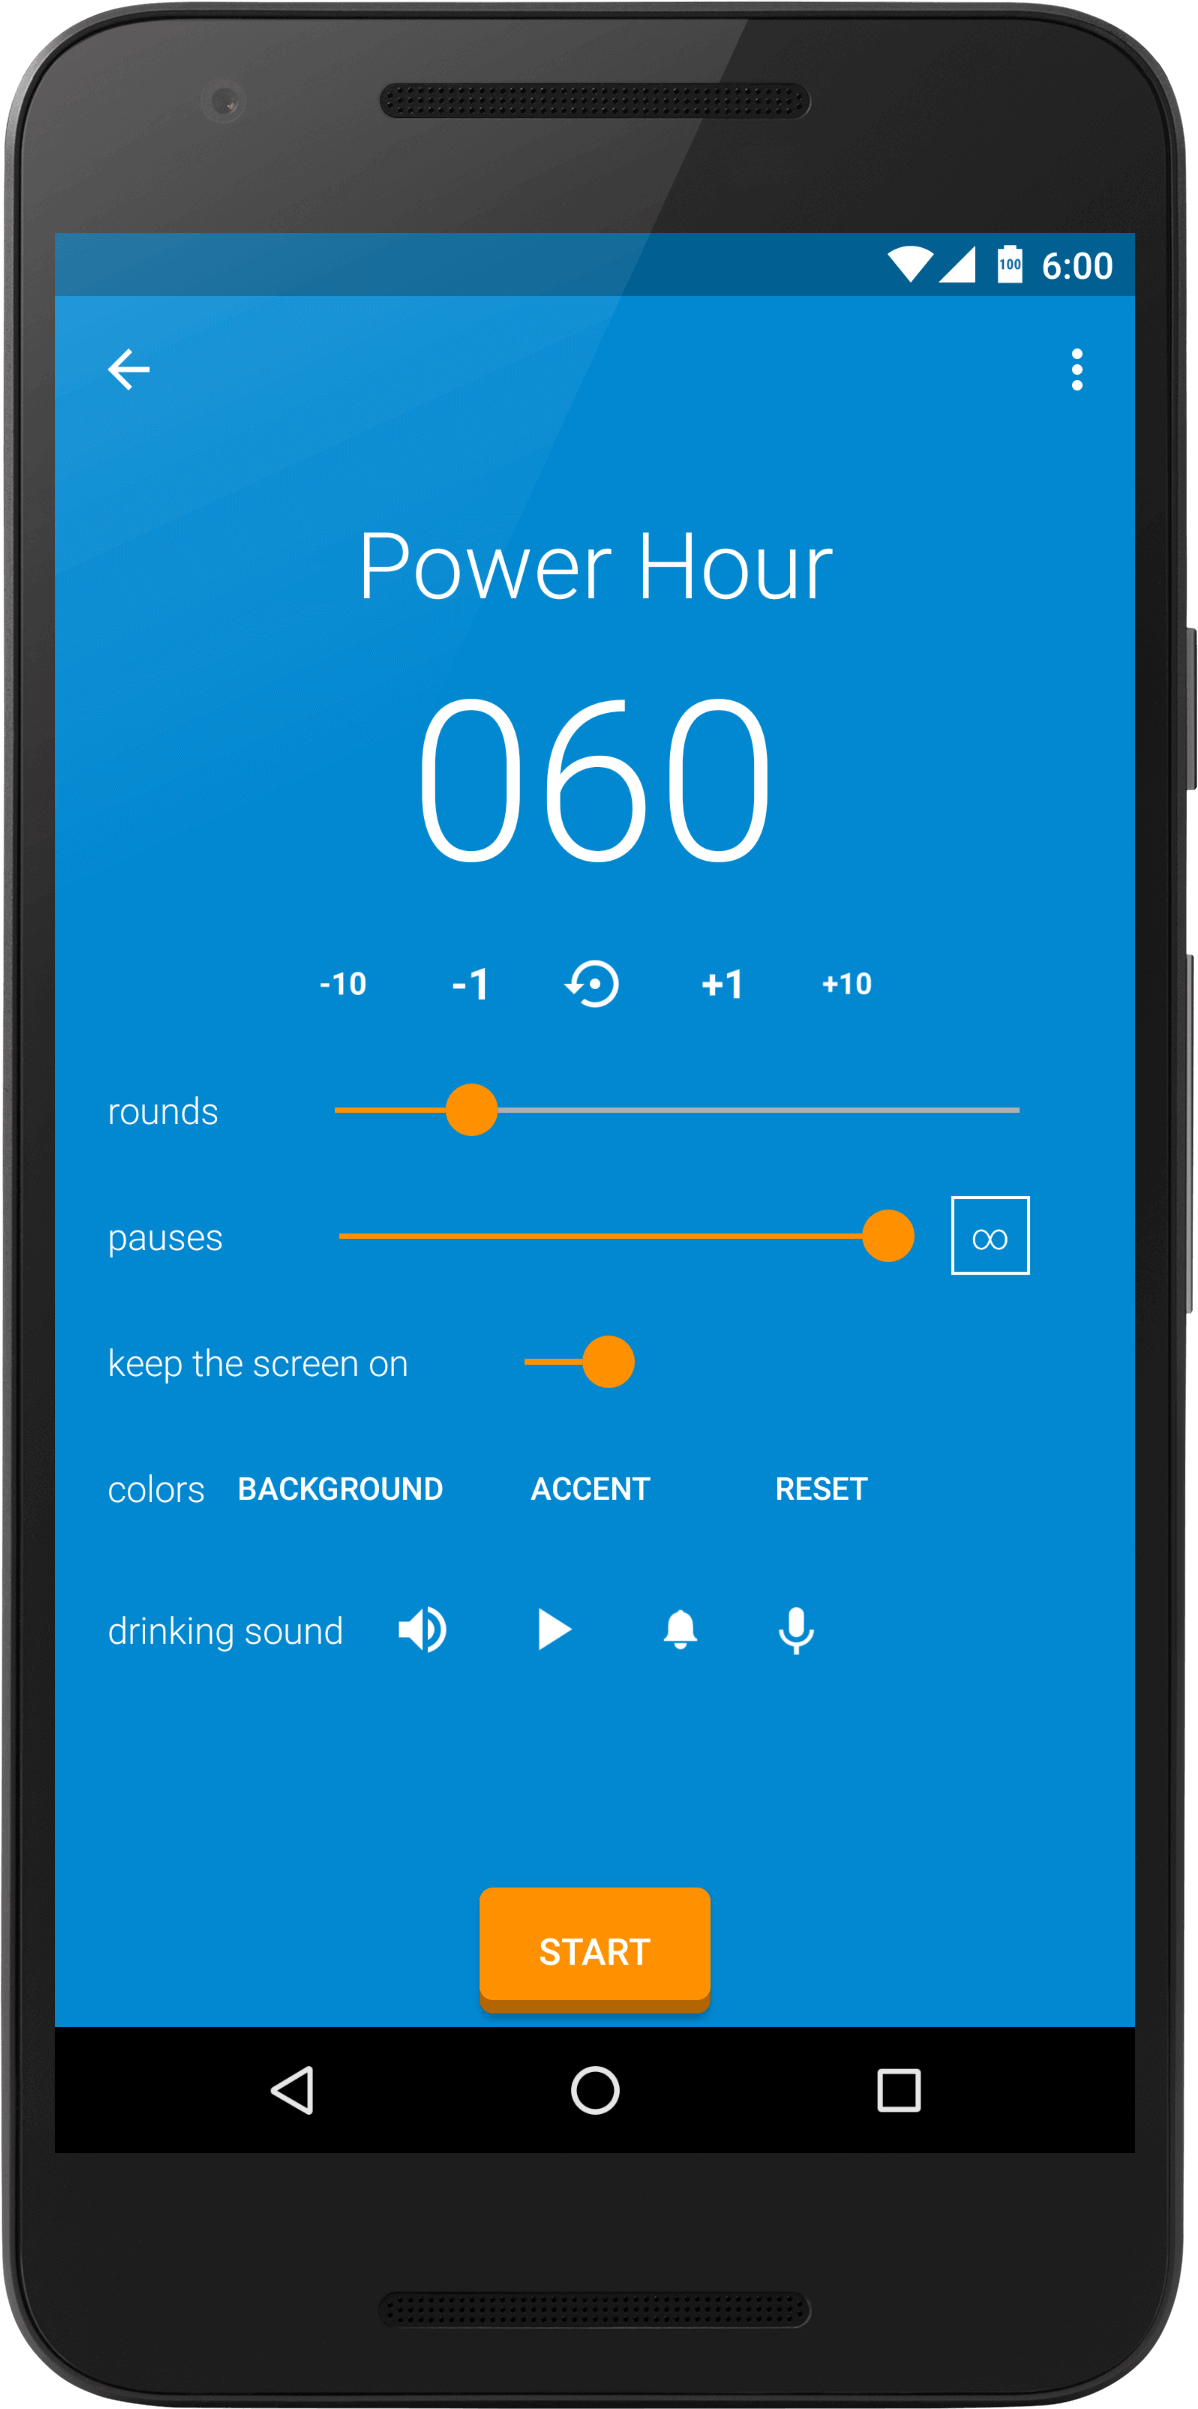 100 6:00
Power Hour
060
-10 -1 +1 +10
rounds
pauses ∞
keep the screen on
colors BACKGROUND ACCENT RESET
drinking sound
START